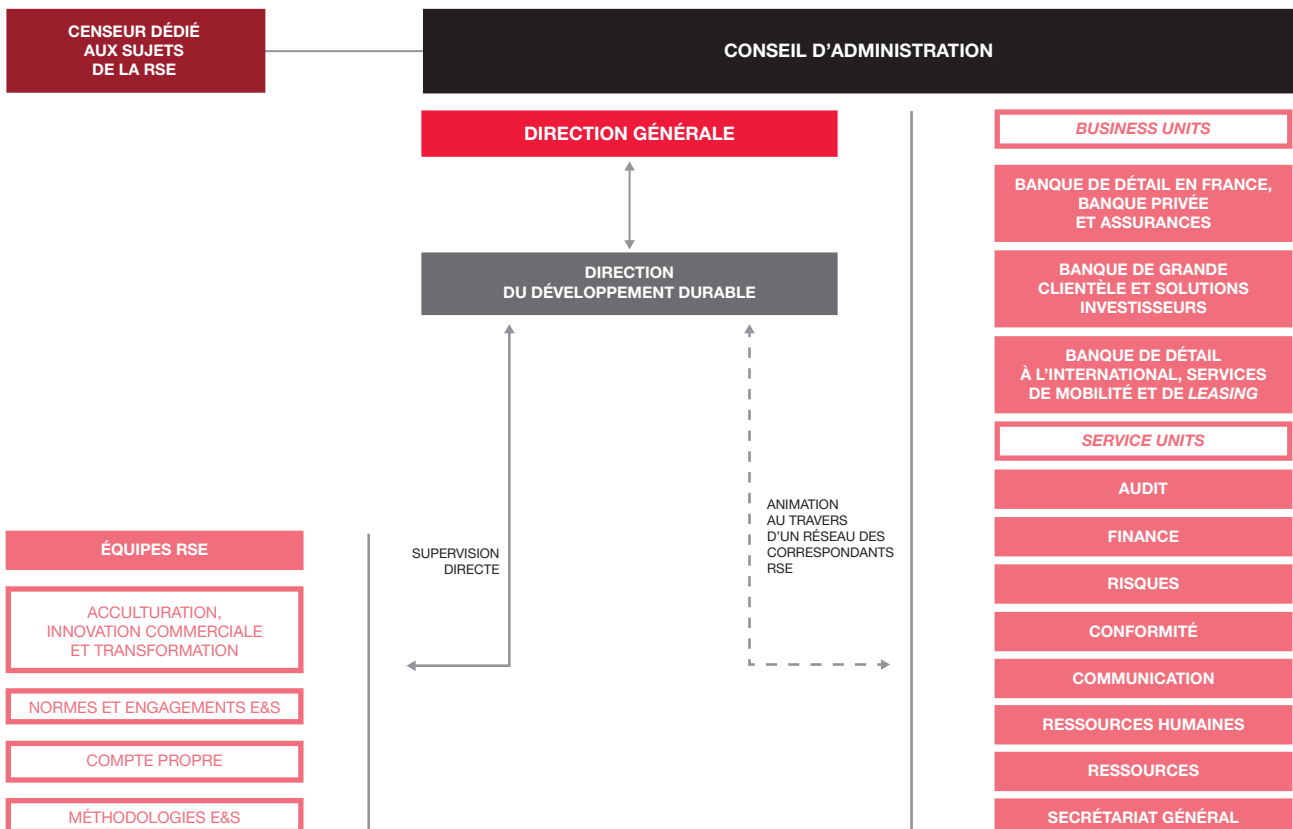 CENSEUR DÉDIÉ
AUX SUJETS
DE LA RSE
CONSEIL D'ADMINISTRATION
DIRECTION GÉNÉRALE
DIRECTION
DU DÉVELOPPEMENT DURABLE
SUPERVISION
DIRECTE
ANIMATION
AU TRAVERS
D'UN RÉSEAU DES
CORRESPONDANTS
RSE
ÉQUIPES RSE
ACCULTURATION,
INNOVATION COMMERCIALE
ET TRANSFORMATION
NORMES ET ENGAGEMENTS E&S
COMPTE PROPRE
MÉTHODOLOGIES E&S
BUSINESS UNITS
BANQUE DE DÉTAIL EN FRANCE,
BANQUE PRIVÉE
ET ASSURANCES
BANQUE DE GRANDE
CLIENTÈLE ET SOLUTIONS
INVESTISSEURS
BANQUE DE DÉTAIL
À L'INTERNATIONAL, SERVICES
DE MOBILITÉ ET DE LEASING
SERVICE UNITS
AUDIT
FINANCE
RISQUES
CONFORMITÉ
COMMUNICATION
RESSOURCES HUMAINES
RESSOURCES
SECRÉTARIAT GÉNÉRAL